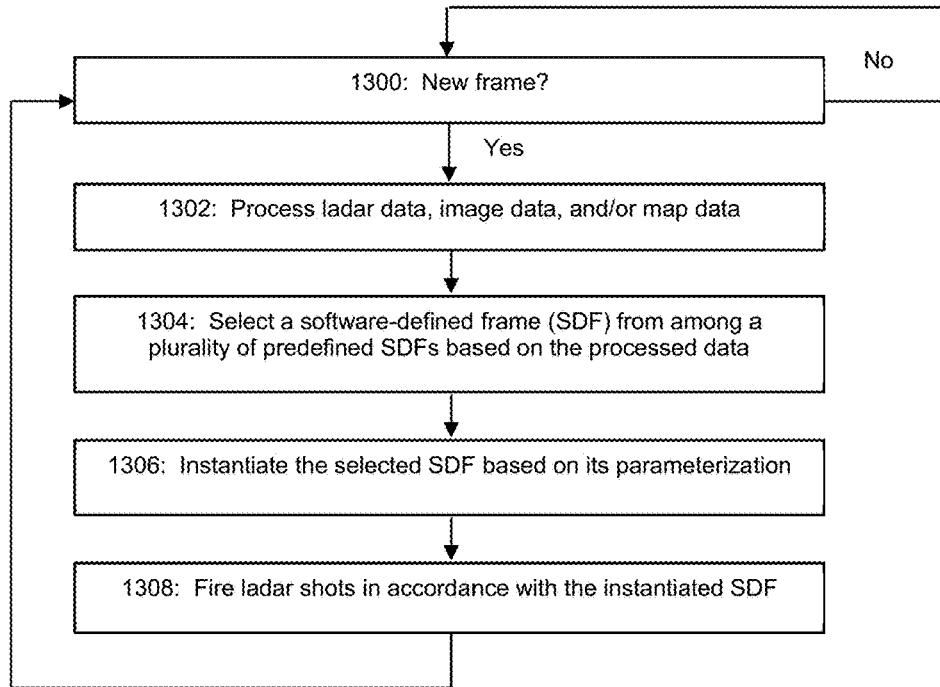 1300: New frame?
No
Yes
1302: Process ladar data, image data, and/or map data
1304: Select a software-defined frame (SDF) from among a
plurality of predefined SDFs based on the processed data
1306: Instantiate the selected SDF based on its parameterization
1308: Fire ladar shots in accordance with the instantiated SDF